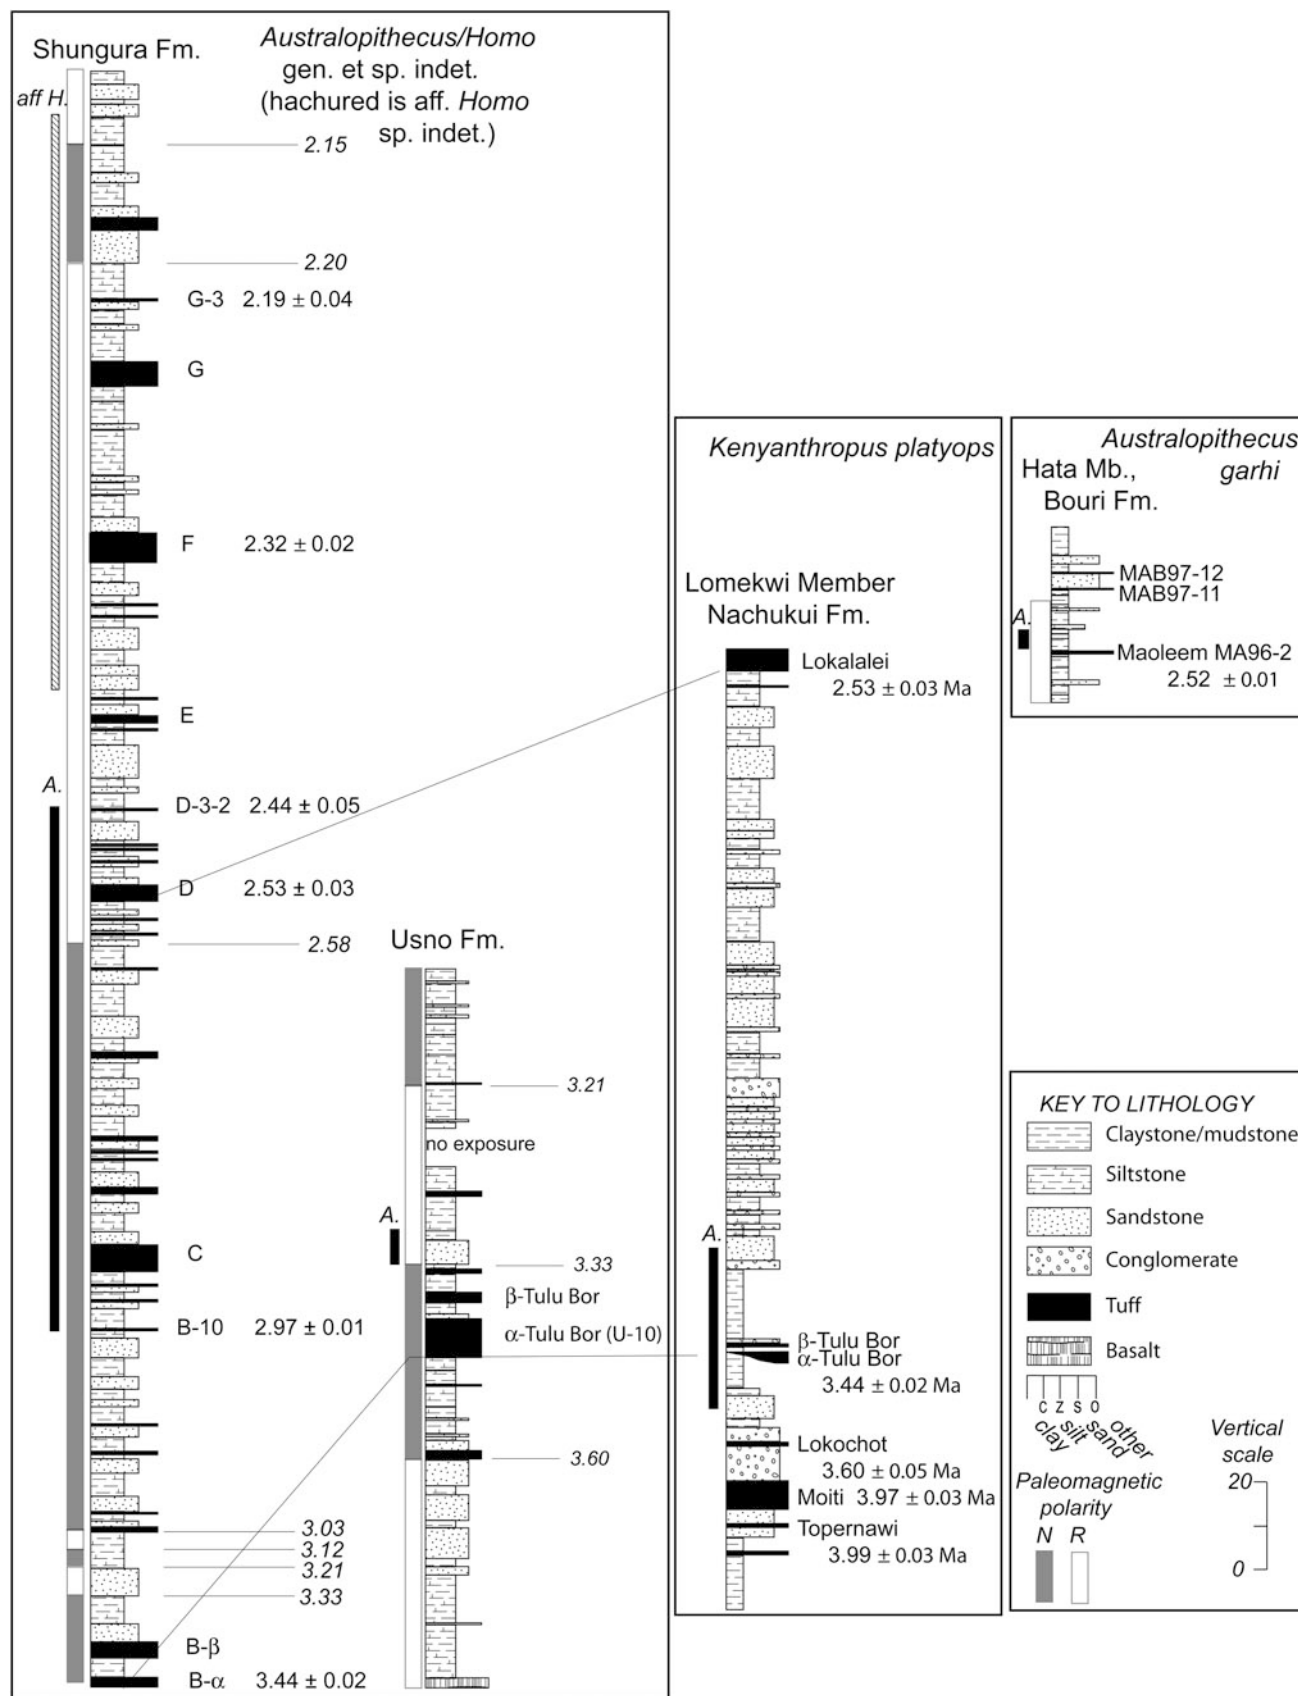 Shungura Fm.
Australopithecus/Homo
gen. et sp. indet.
(hachured is aff. Homo
sp. indet.)
aff H.
2.15
2.20
G-3 2.19 ± 0.04
G
F 2.32 ± 0.02
E
A.
D-3-2 2.44 ± 0.05
D 2.53 ± 0.03
2.58
C
B-10 2.97 ± 0.01
3.03
3.12
3.21
3.33
B-β
B-α 3.44 ± 0.02
Usno Fm.
3.21
no exposure
A.
3.33
β-Tulu Bor
α-Tulu Bor (U-10)
3.60
Kenyanthropus platyops
Lomekwi Member
Nachukui Fm.
Lokalalei
2.53 ± 0.03 Ma
A.
β-Tulu Bor
α-Tulu Bor
3.44 ± 0.02 Ma
Lokochot
3.60 ± 0.05 Ma
Moiti 3.97 ± 0.03 Ma
Topernawi
3.99 ± 0.03 Ma
Australopithecus
garhi
Hata Mb.,
Bouri Fm.
MAB97-12
MAB97-11
A.
Maoleem MA96-2
2.52 ± 0.01
KEY TO LITHOLOGY
Claystone/mudstone
Siltstone
Sandstone
Conglomerate
Tuff
Basalt
C Z S O
clay silt sand other
Paleomagnetic
polarity
N R
Vertical
scale
20
0